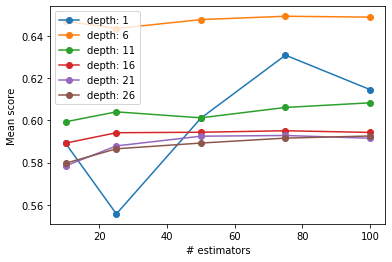 depth: 1
depth: 6
depth: 11
depth: 16
depth: 21
depth: 26
Mean score
0.64
0.62
0.60
0.58
0.56
20 40 60 80 100
# estimators